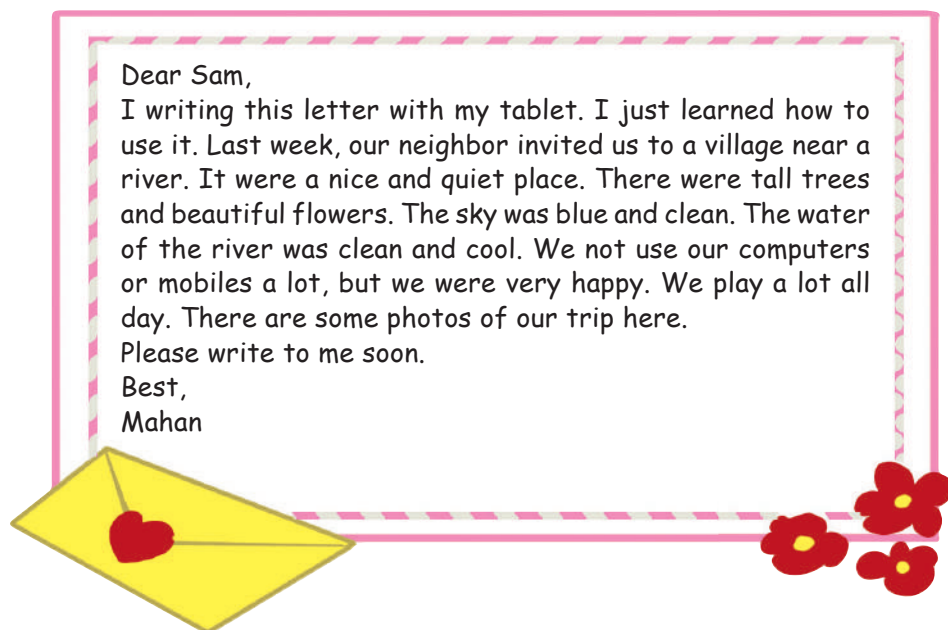 Dear Sam,
I writing this letter with my tablet. I just learned how to
use it. Last week, our neighbor invited us to a village near a
river. It were a nice and quiet place. There were tall trees
and beautiful flowers. The sky was blue and clean. The water
of the river was clean and cool. We not use our computers
or mobiles a lot, but we were very happy. We play a lot all
day. There are some photos of our trip here.
Please write to me soon.
Best,
Mahan